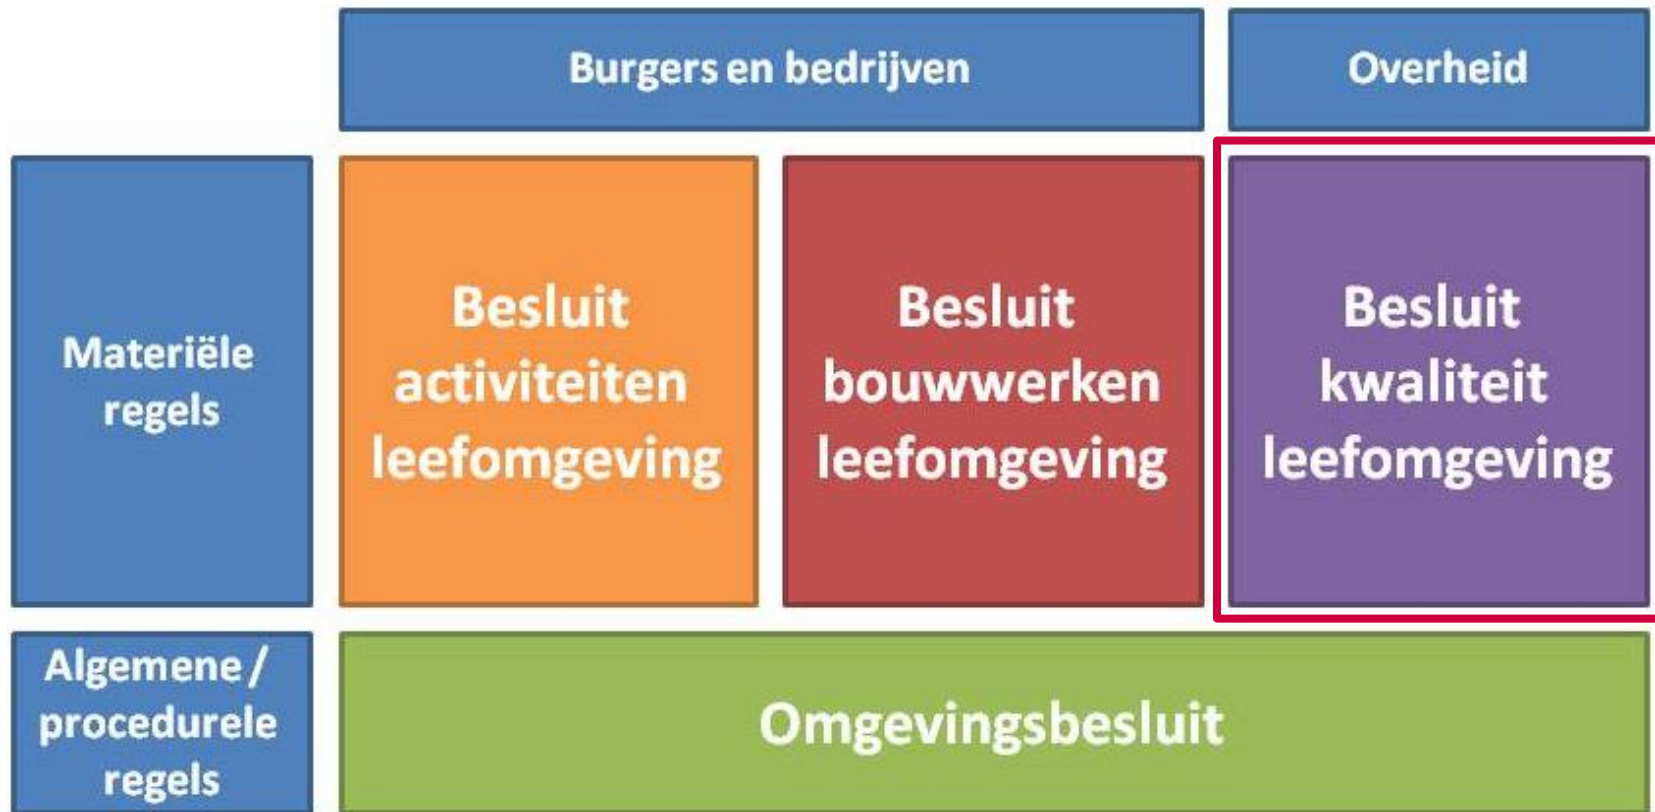 Burgers en bedrijven
Overheid
Materiële
regels
Besluit
activiteiten
leefomgeving
Besluit
bouwwerken
leefomgeving
Besluit
kwaliteit
leefomgeving
Algemene /
procedurele
regels
Omgevingsbesluit